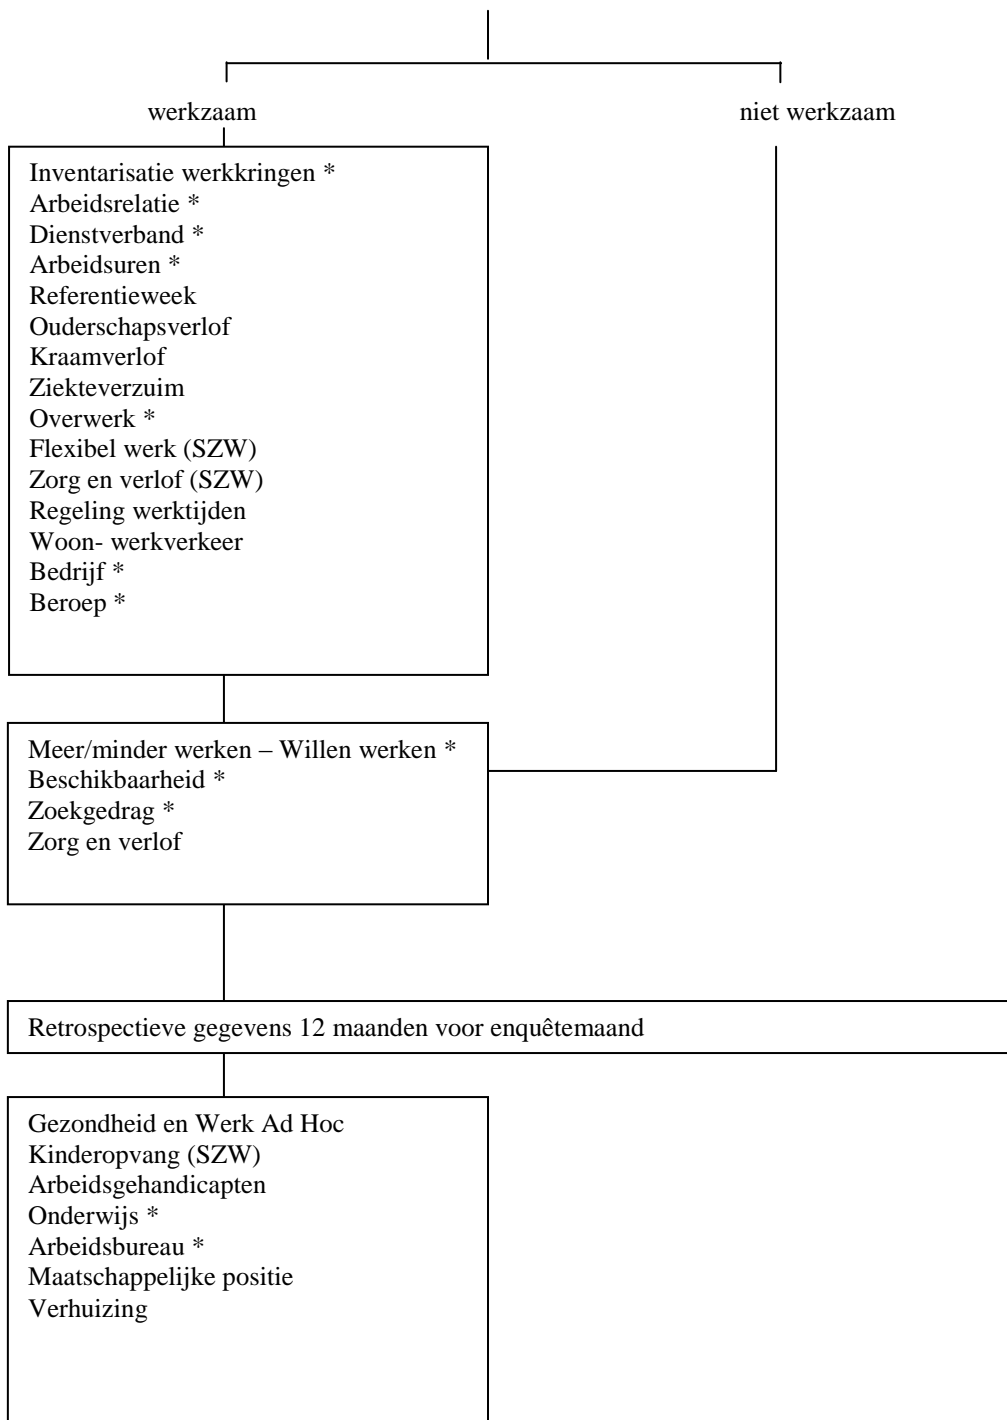 werkzaam
niet werkzaam
Inventarisatie werkkringen *
Arbeidsrelatie *
Dienstverband *
Arbeidsuren *
Referentieweek
Ouderschapsverlof
Kraamverlof
Ziekteverzuim
Overwerk *
Flexibel werk (SZW)
Zorg en verlof (SZW)
Regeling werktijden
Woon- werkverkeer
Bedrijf *
Beroep *
Meer/minder werken – Willen werken *
Beschikbaarheid *
Zoekgedrag *
Zorg en verlof
Retrospectieve gegevens 12 maanden voor enquêtemaand
Gezondheid en Werk Ad Hoc
Kinderopvang (SZW)
Arbeidsgehandicapten
Onderwijs *
Arbeidsbureau *
Maatschappelijke positie
Verhuizing